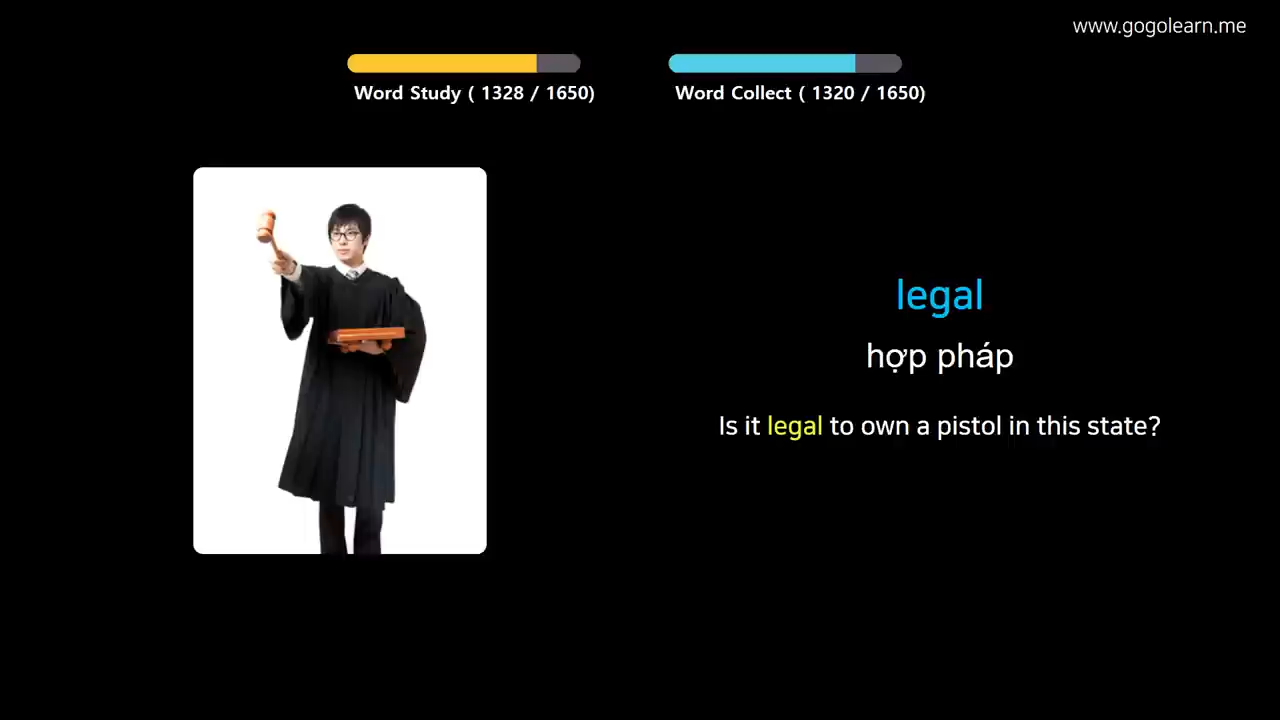 www.gogolearn.me
Word Study ( 1328 / 1650)
Word Collect ( 1320 / 1650)
legal
hợp pháp
Is it legal to own a pistol in this state?